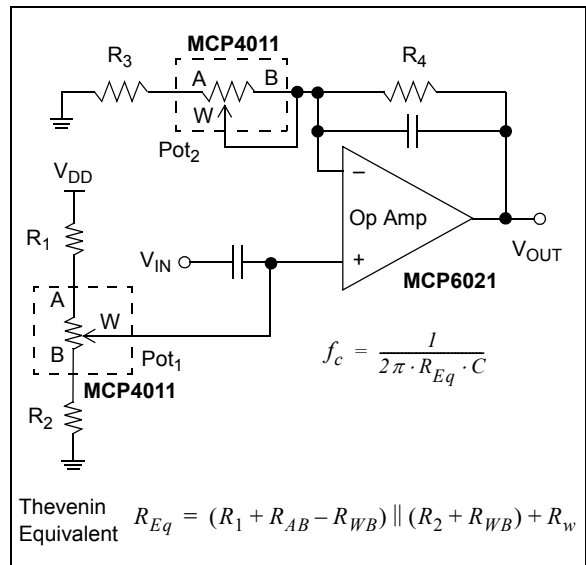 MCP4011
R3
A
B
W
R4
Pot2
VDD
R1
Op Amp
−
+
VIN
VOUT
MCP6021
A
W
B
Pot1
MCP4011
R2
fc = 1 / (2π · REq · C)
Thevenin
Equivalent
REq = (R1 + RAB – RWB) || (R2 + RWB) + Rw